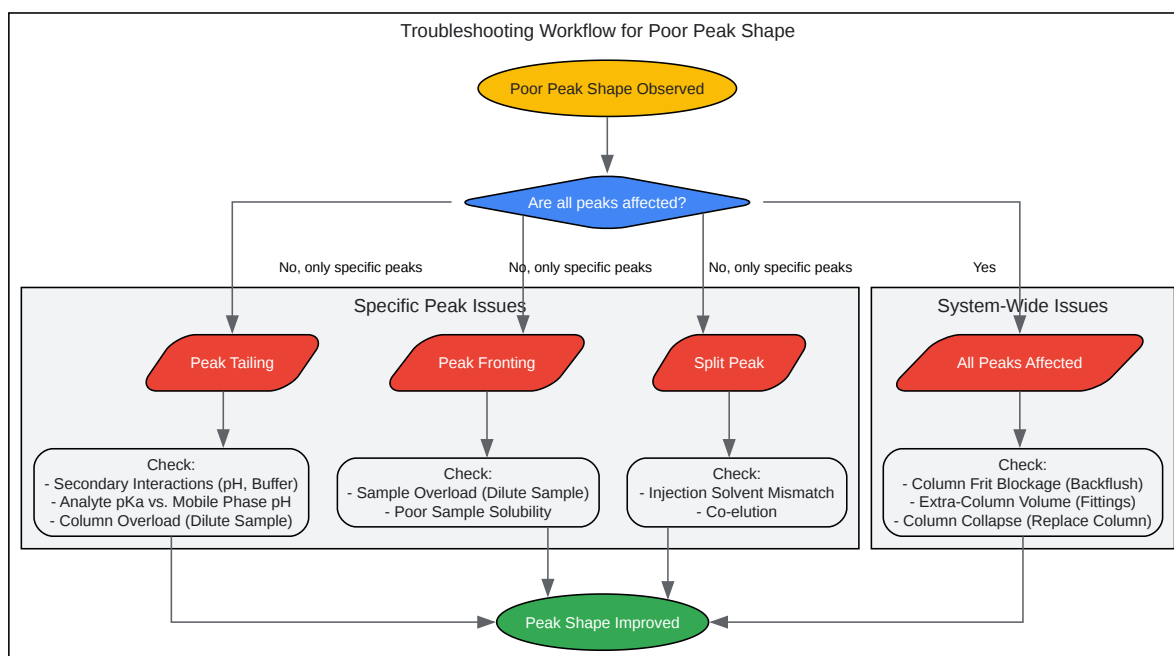 Troubleshooting Workflow for Poor Peak Shape
Poor Peak Shape Observed
Are all peaks affected?
No, only specific peaks
No, only specific peaks
No, only specific peaks
Yes
Specific Peak Issues
System-Wide Issues
Peak Tailing
Peak Fronting
Split Peak
All Peaks Affected
Check:
- Secondary Interactions (pH, Buffer)
- Analyte pKa vs. Mobile Phase pH
- Column Overload (Dilute Sample)
Check:
- Sample Overload (Dilute Sample)
- Poor Sample Solubility
Check:
- Injection Solvent Mismatch
- Co-elution
Check:
- Column Frit Blockage (Backflush)
- Extra-Column Volume (Fittings)
- Column Collapse (Replace Column)
Peak Shape Improved